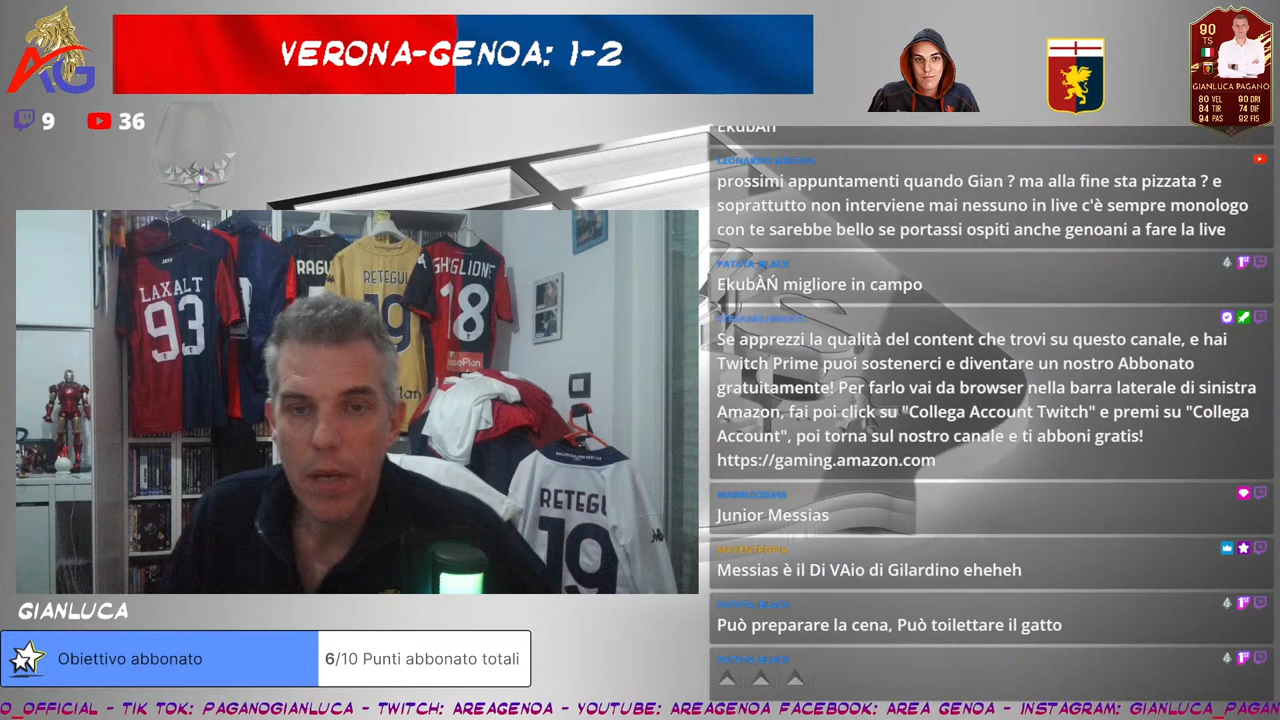 AG
VERONA-GENOA: 1-2
90
TS
GIANLUCA PAGANO
80 VEL 90 DRI
84 TIR 74 DIF
94 PAS 92 FIS
9 36
EkubÀŃ
prossimi appuntamenti quando Gian ? ma alla fine sta pizzata ? e
soprattutto non interviene mai nessuno in live c'è sempre monologo
con te sarebbe bello se portassi ospiti anche genoani a fare la live
EkubÀŃ migliore in campo
Se apprezzi la qualità del content che trovi su questo canale, e hai
Twitch Prime puoi sostenerci e diventare un nostro Abbonato
gratuitamente! Per farlo vai da browser nella barra laterale di sinistra
Amazon, fai poi click su "Collega Account Twitch" e premi su "Collega
Account", poi torna sul nostro canale e ti abboni gratis!
https://gaming.amazon.com
Junior Messias
MAYENTROPIA
Messias è il Di VAio di Gilardino eheheh
Può preparare la cena, Può toilettare il gatto
LAXALT
93
RAGU
RETEGUI
19
GHIGLIONE
18
RETEGU
19
GIANLUCA
Obiettivo abbonato
6/10 Punti abbonato totali
O_OFFICIAL - TIK TOK: PAGANOGIANLUCA - TWITCH: AREAGENOA - YOUTUBE: AREAGENOA FACEBOOK: AREA GENOA - INSTAGRAM: GIANLUCA_PAGAN